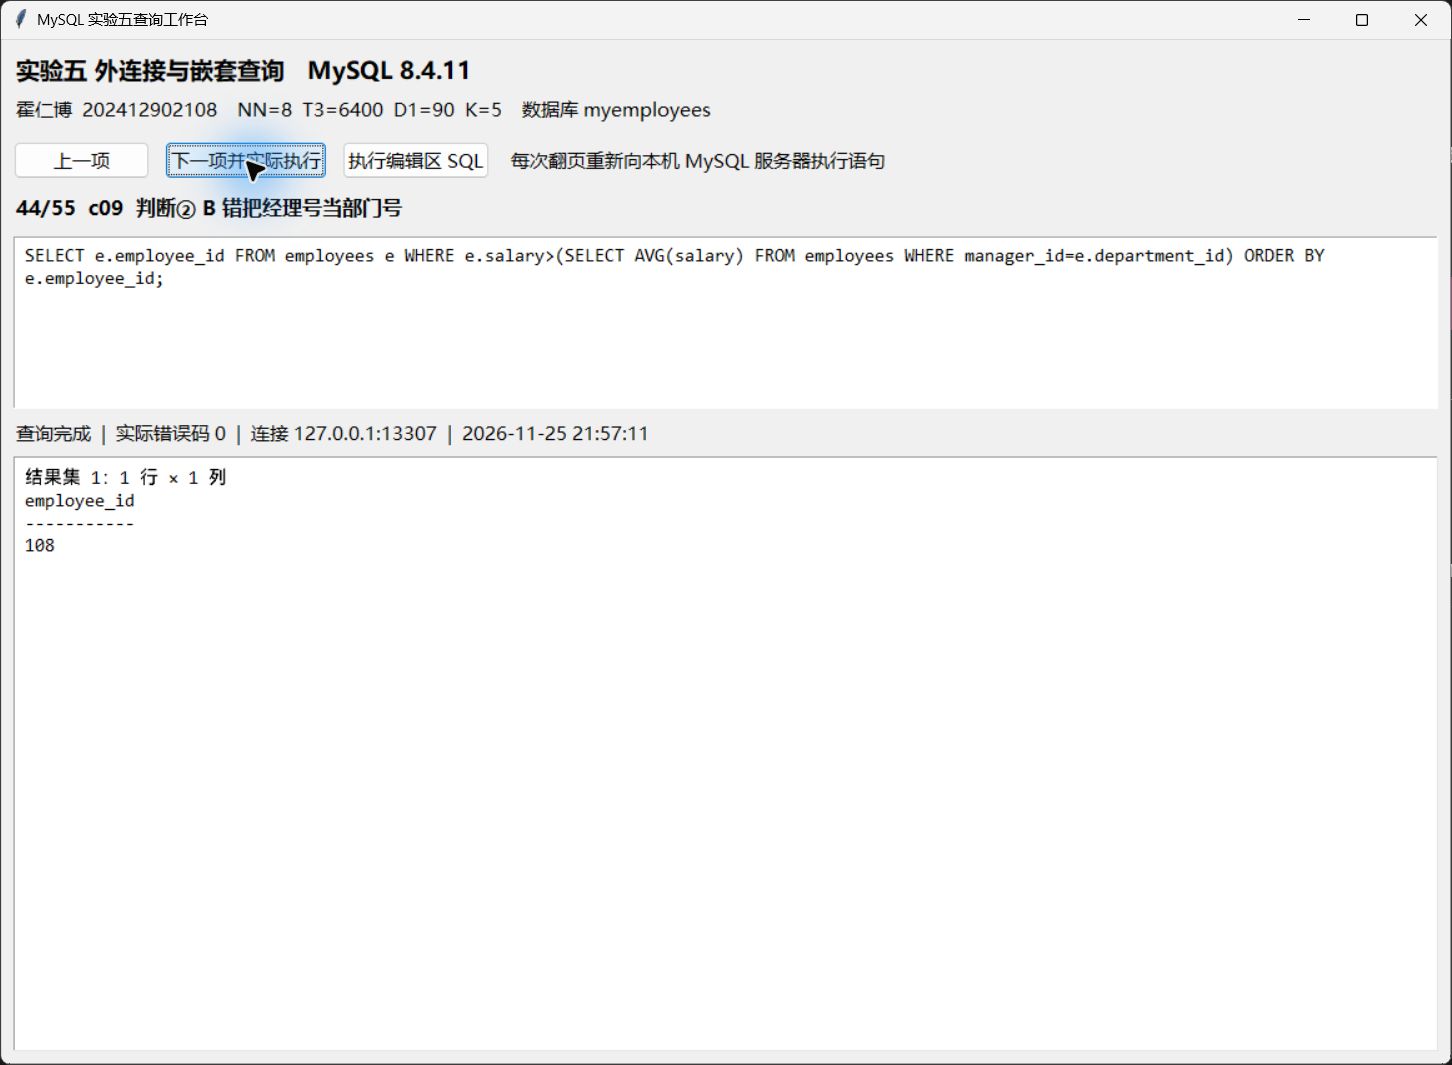 MySQL 实验五查询工作台
实验五 外连接与嵌套查询 MySQL 8.4.11
霍仁博 202412902108 NN=8 T3=6400 D1=90 K=5 数据库 myemployees
上一项 下一项并实际执行 执行编辑区 SQL 每次翻页重新向本机 MySQL 服务器执行语句
44/55 c09 判断② B 错把经理号当部门号
SELECT e.employee_id FROM employees e WHERE e.salary>(SELECT AVG(salary) FROM employees WHERE manager_id=e.department_id) ORDER BY
e.employee_id;
查询完成 | 实际错误码 0 | 连接 127.0.0.1:13307 | 2026-11-25 21:57:11
结果集 1: 1 行 × 1 列
employee_id
-----------
108